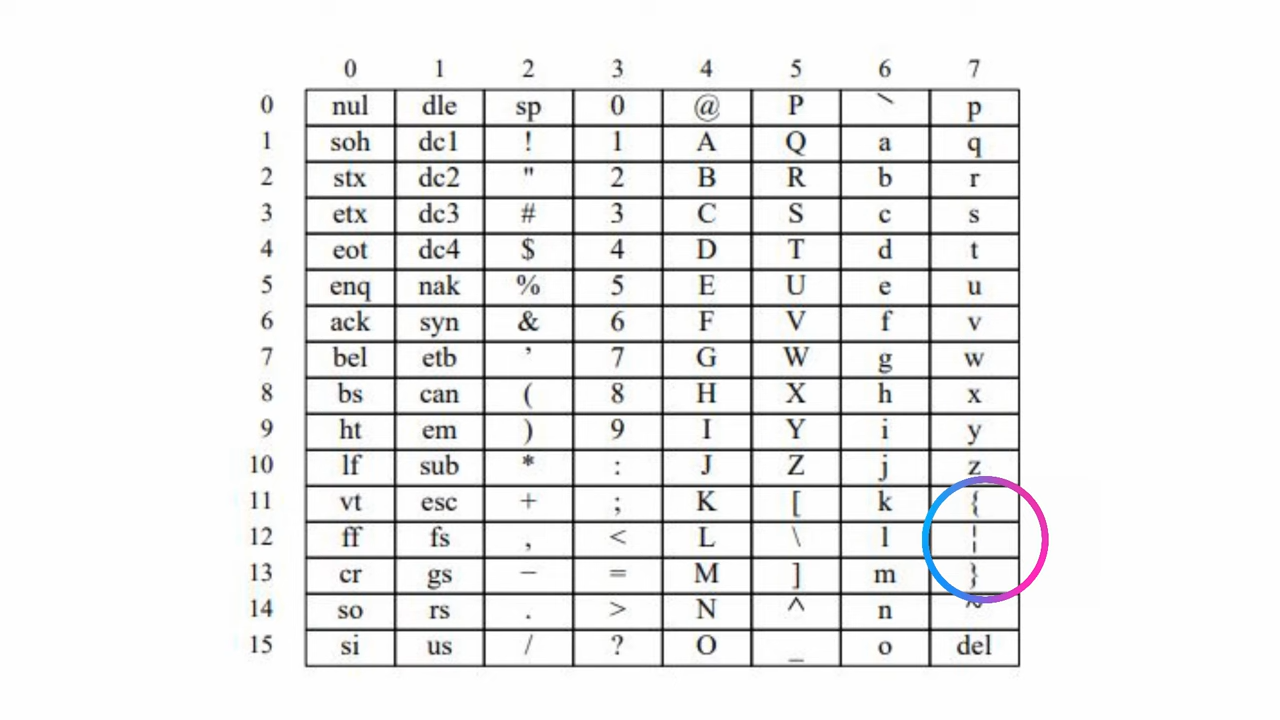 0 1 2 3 4 5 6 7
0 nul dle sp 0 @ P ` p
1 soh dc1 ! 1 A Q a q
2 stx dc2 " 2 B R b r
3 etx dc3 # 3 C S c s
4 eot dc4 $ 4 D T d t
5 enq nak % 5 E U e u
6 ack syn & 6 F V f v
7 bel etb ’ 7 G W g w
8 bs can ( 8 H X h x
9 ht em ) 9 I Y i y
10 lf sub * : J Z j z
11 vt esc + ; K [ k {
12 ff fs , < L \ l ¦
13 cr gs − = M ] m }
14 so rs . > N ^ n ~
15 si us / ? O _ o del